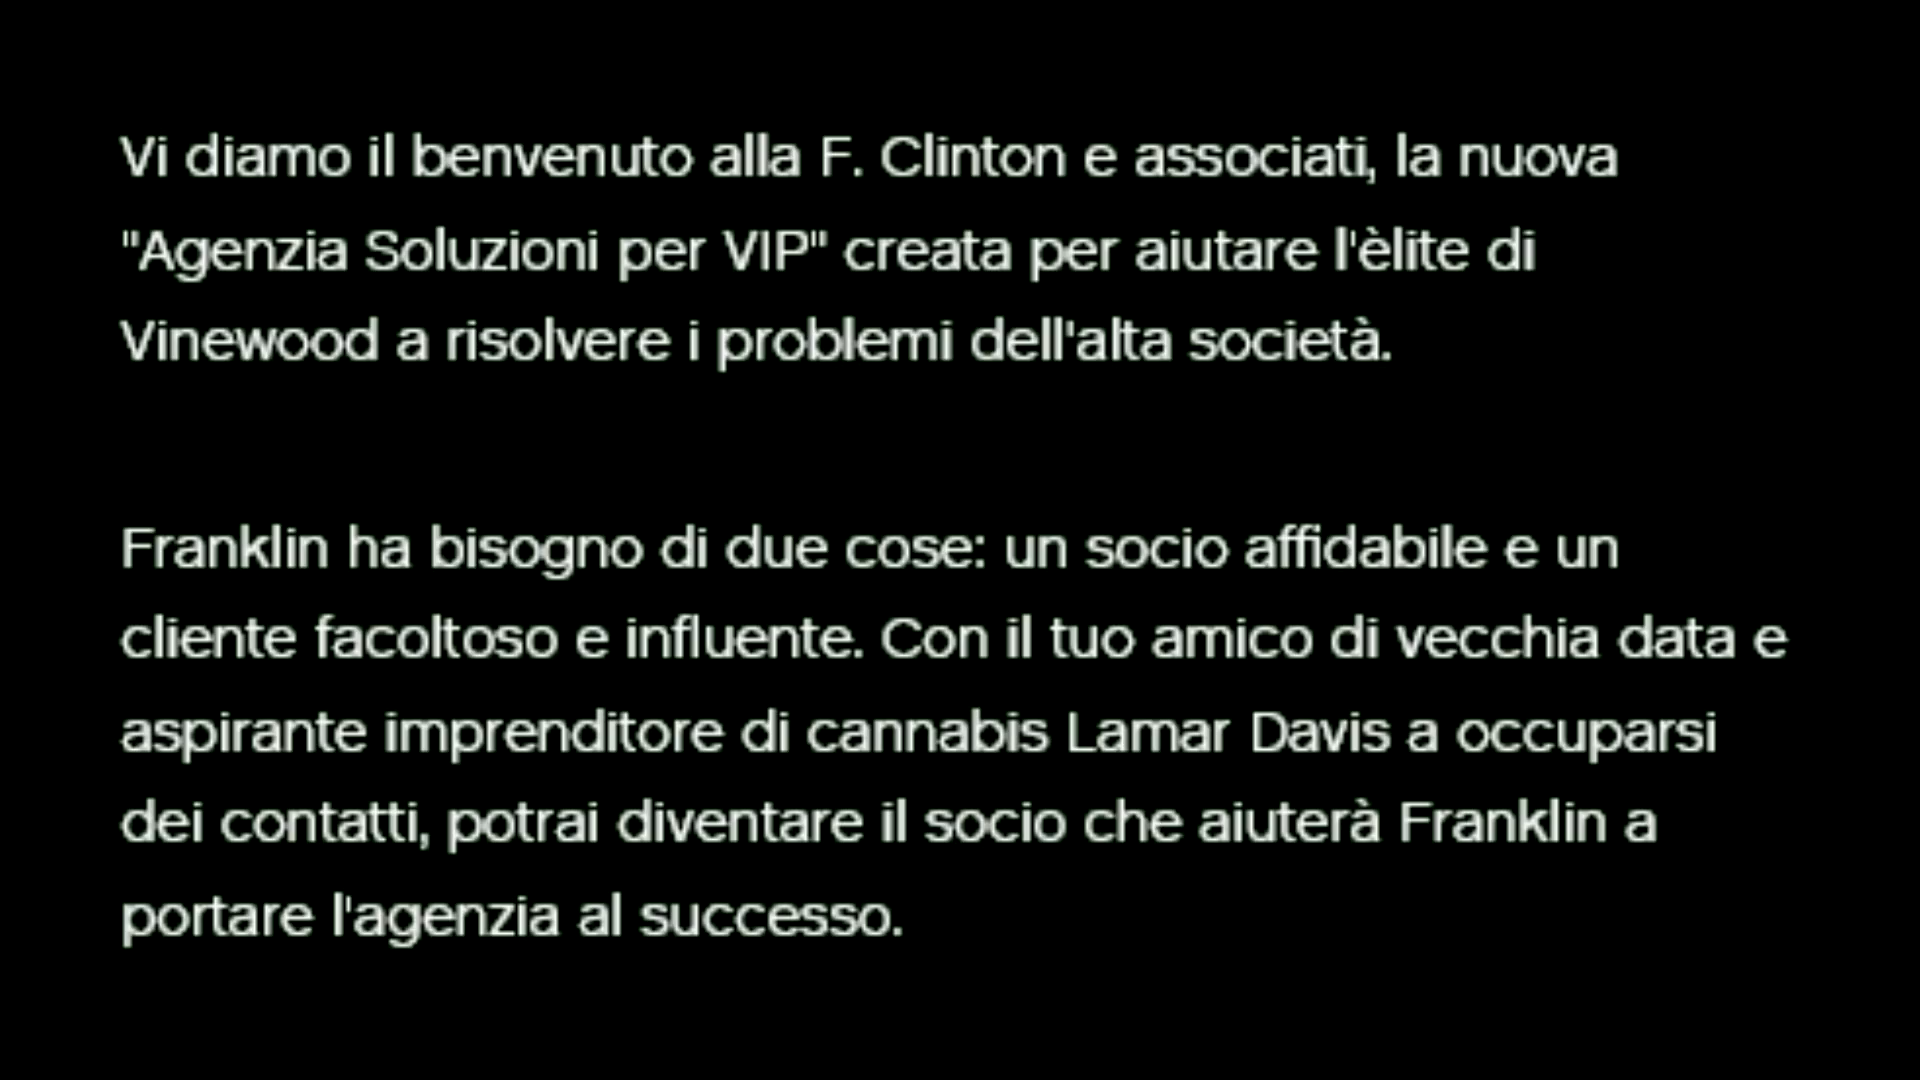 Vi diamo il benvenuto alla F. Clinton e associati, la nuova
"Agenzia Soluzioni per VIP" creata per aiutare l'èlite di
Vinewood a risolvere i problemi dell'alta società.
Franklin ha bisogno di due cose: un socio affidabile e un
cliente facoltoso e influente. Con il tuo amico di vecchia data e
aspirante imprenditore di cannabis Lamar Davis a occuparsi
dei contatti, potrai diventare il socio che aiuterà Franklin a
portare l'agenzia al successo.